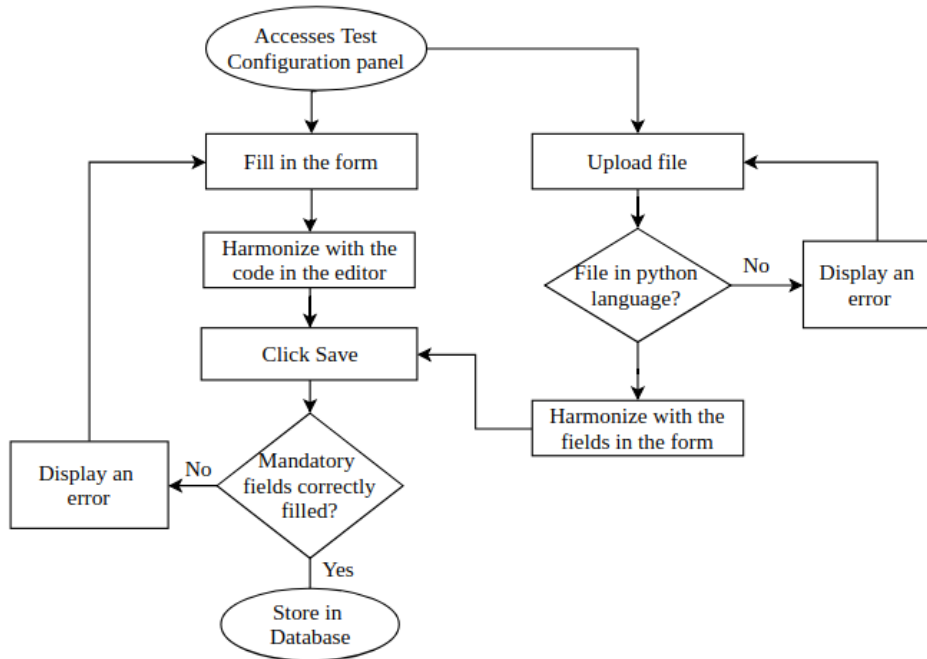 Accesses Test
Configuration panel
Fill in the form
Upload file
Harmonize with the
code in the editor
File in python
language?
No
Display an
error
Click Save
Harmonize with the
fields in the form
Display an
error
No
Mandatory
fields correctly
filled?
Yes
Store in
Database